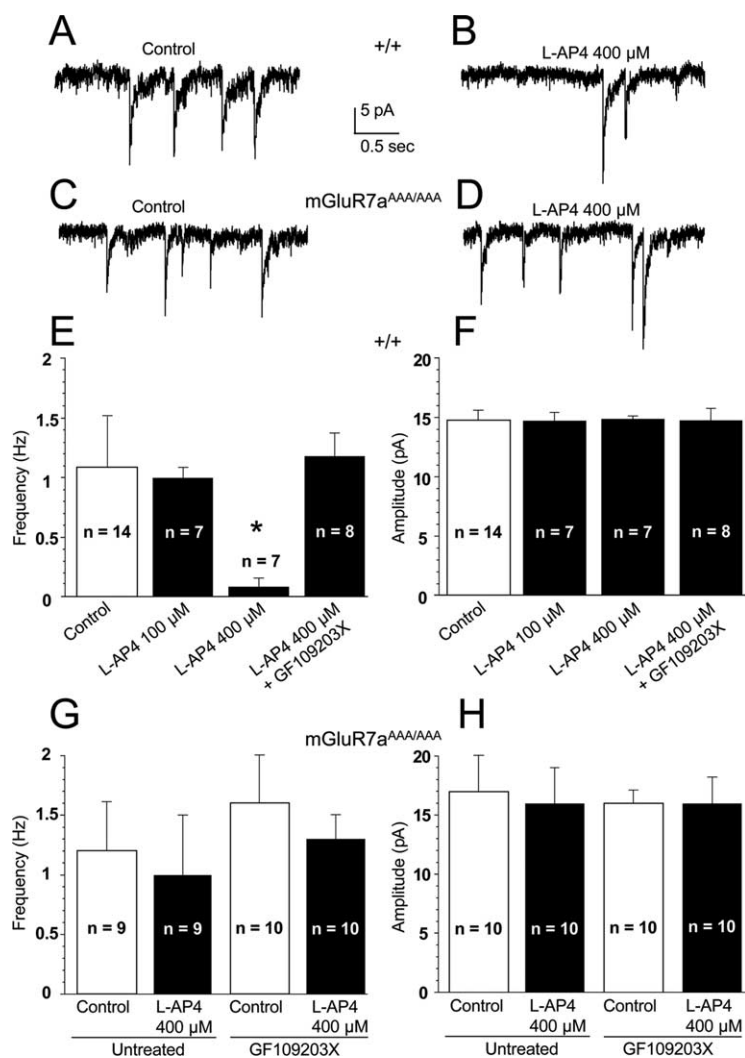 A
Control
+/+
B
L-AP4 400 µM
5 pA
0.5 sec
C
Control
mGluR7aAAA/AAA
D
L-AP4 400 µM
E
+/+
F
2
1.5
1
0.5
0
Frequency (Hz)
n = 14
n = 7
*
n = 7
n = 8
Control
L-AP4 100 µM
L-AP4 400 µM
L-AP4 400 µM
+ GF109203X
20
15
10
5
0
Amplitude (pA)
n = 14
n = 7
n = 7
n = 8
Control
L-AP4 100 µM
L-AP4 400 µM
L-AP4 400 µM
+ GF109203X
G
mGluR7aAAA/AAA
H
2
1.5
1
0.5
0
Frequency (Hz)
n = 9
n = 9
n = 10
n = 10
Control
L-AP4
400 µM
Control
L-AP4
400 µM
Untreated
GF109203X
20
15
10
5
0
Amplitude (pA)
n = 10
n = 10
n = 10
n = 10
Control
L-AP4
400 µM
Control
L-AP4
400 µM
Untreated
GF109203X